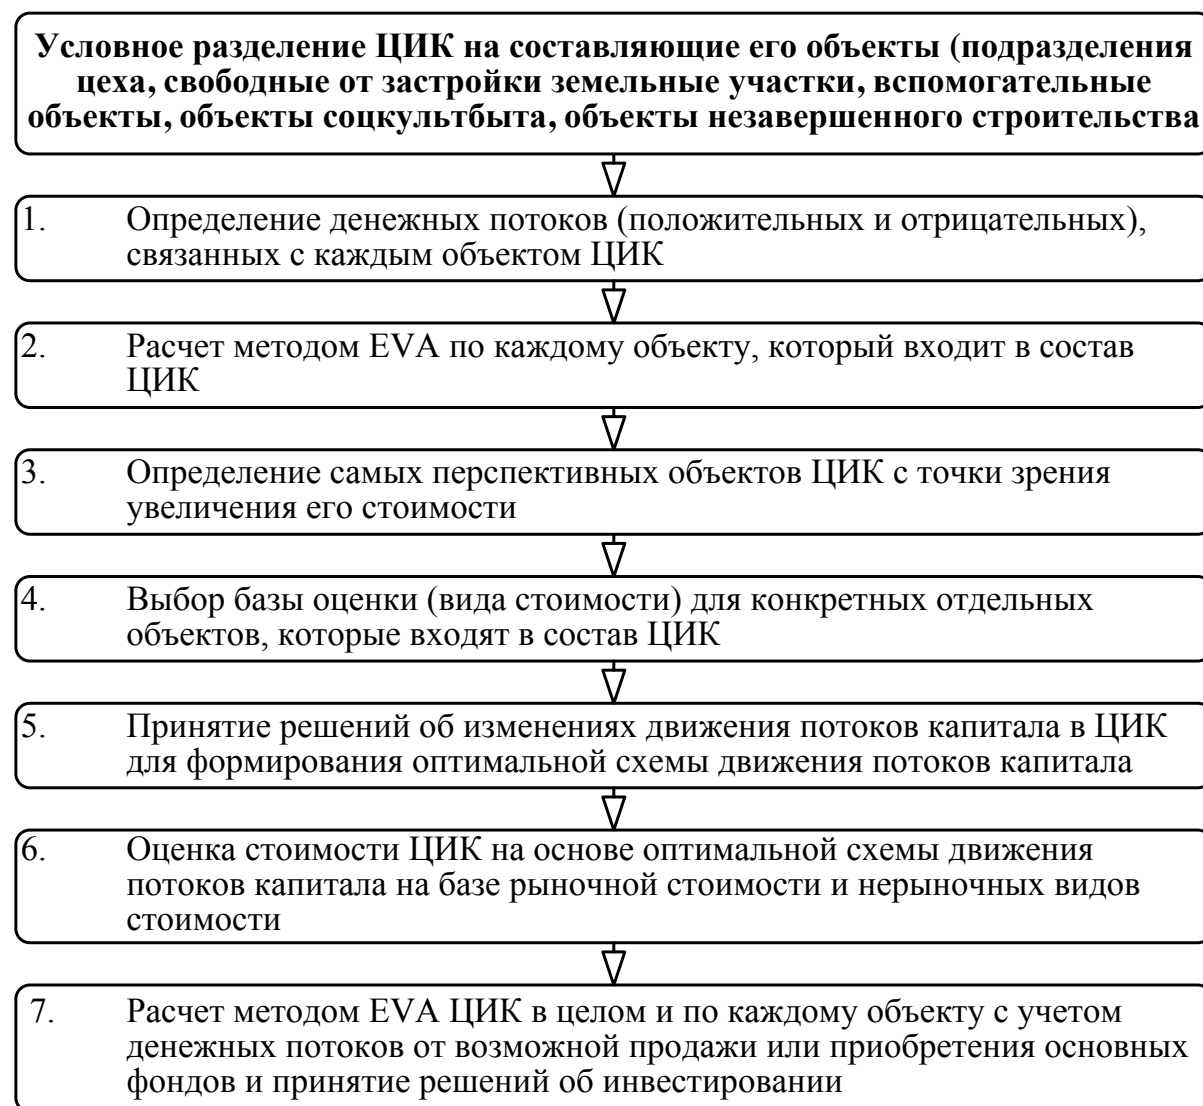 Условное разделение ЦИК на составляющие его объекты (подразделения
цеха, свободные от застройки земельные участки, вспомогательные
объекты, объекты соцкультбыта, объекты незавершенного строительства
1. Определение денежных потоков (положительных и отрицательных),
связанных с каждым объектом ЦИК
2. Расчет методом EVA по каждому объекту, который входит в состав
ЦИК
3. Определение самых перспективных объектов ЦИК с точки зрения
увеличения его стоимости
4. Выбор базы оценки (вида стоимости) для конкретных отдельных
объектов, которые входят в состав ЦИК
5. Принятие решений об изменениях движения потоков капитала в ЦИК
для формирования оптимальной схемы движения потоков капитала
6. Оценка стоимости ЦИК на основе оптимальной схемы движения
потоков капитала на базе рыночной стоимости и нерыночных видов
стоимости
7. Расчет методом EVA ЦИК в целом и по каждому объекту с учетом
денежных потоков от возможной продажи или приобретения основных
фондов и принятие решений об инвестировании